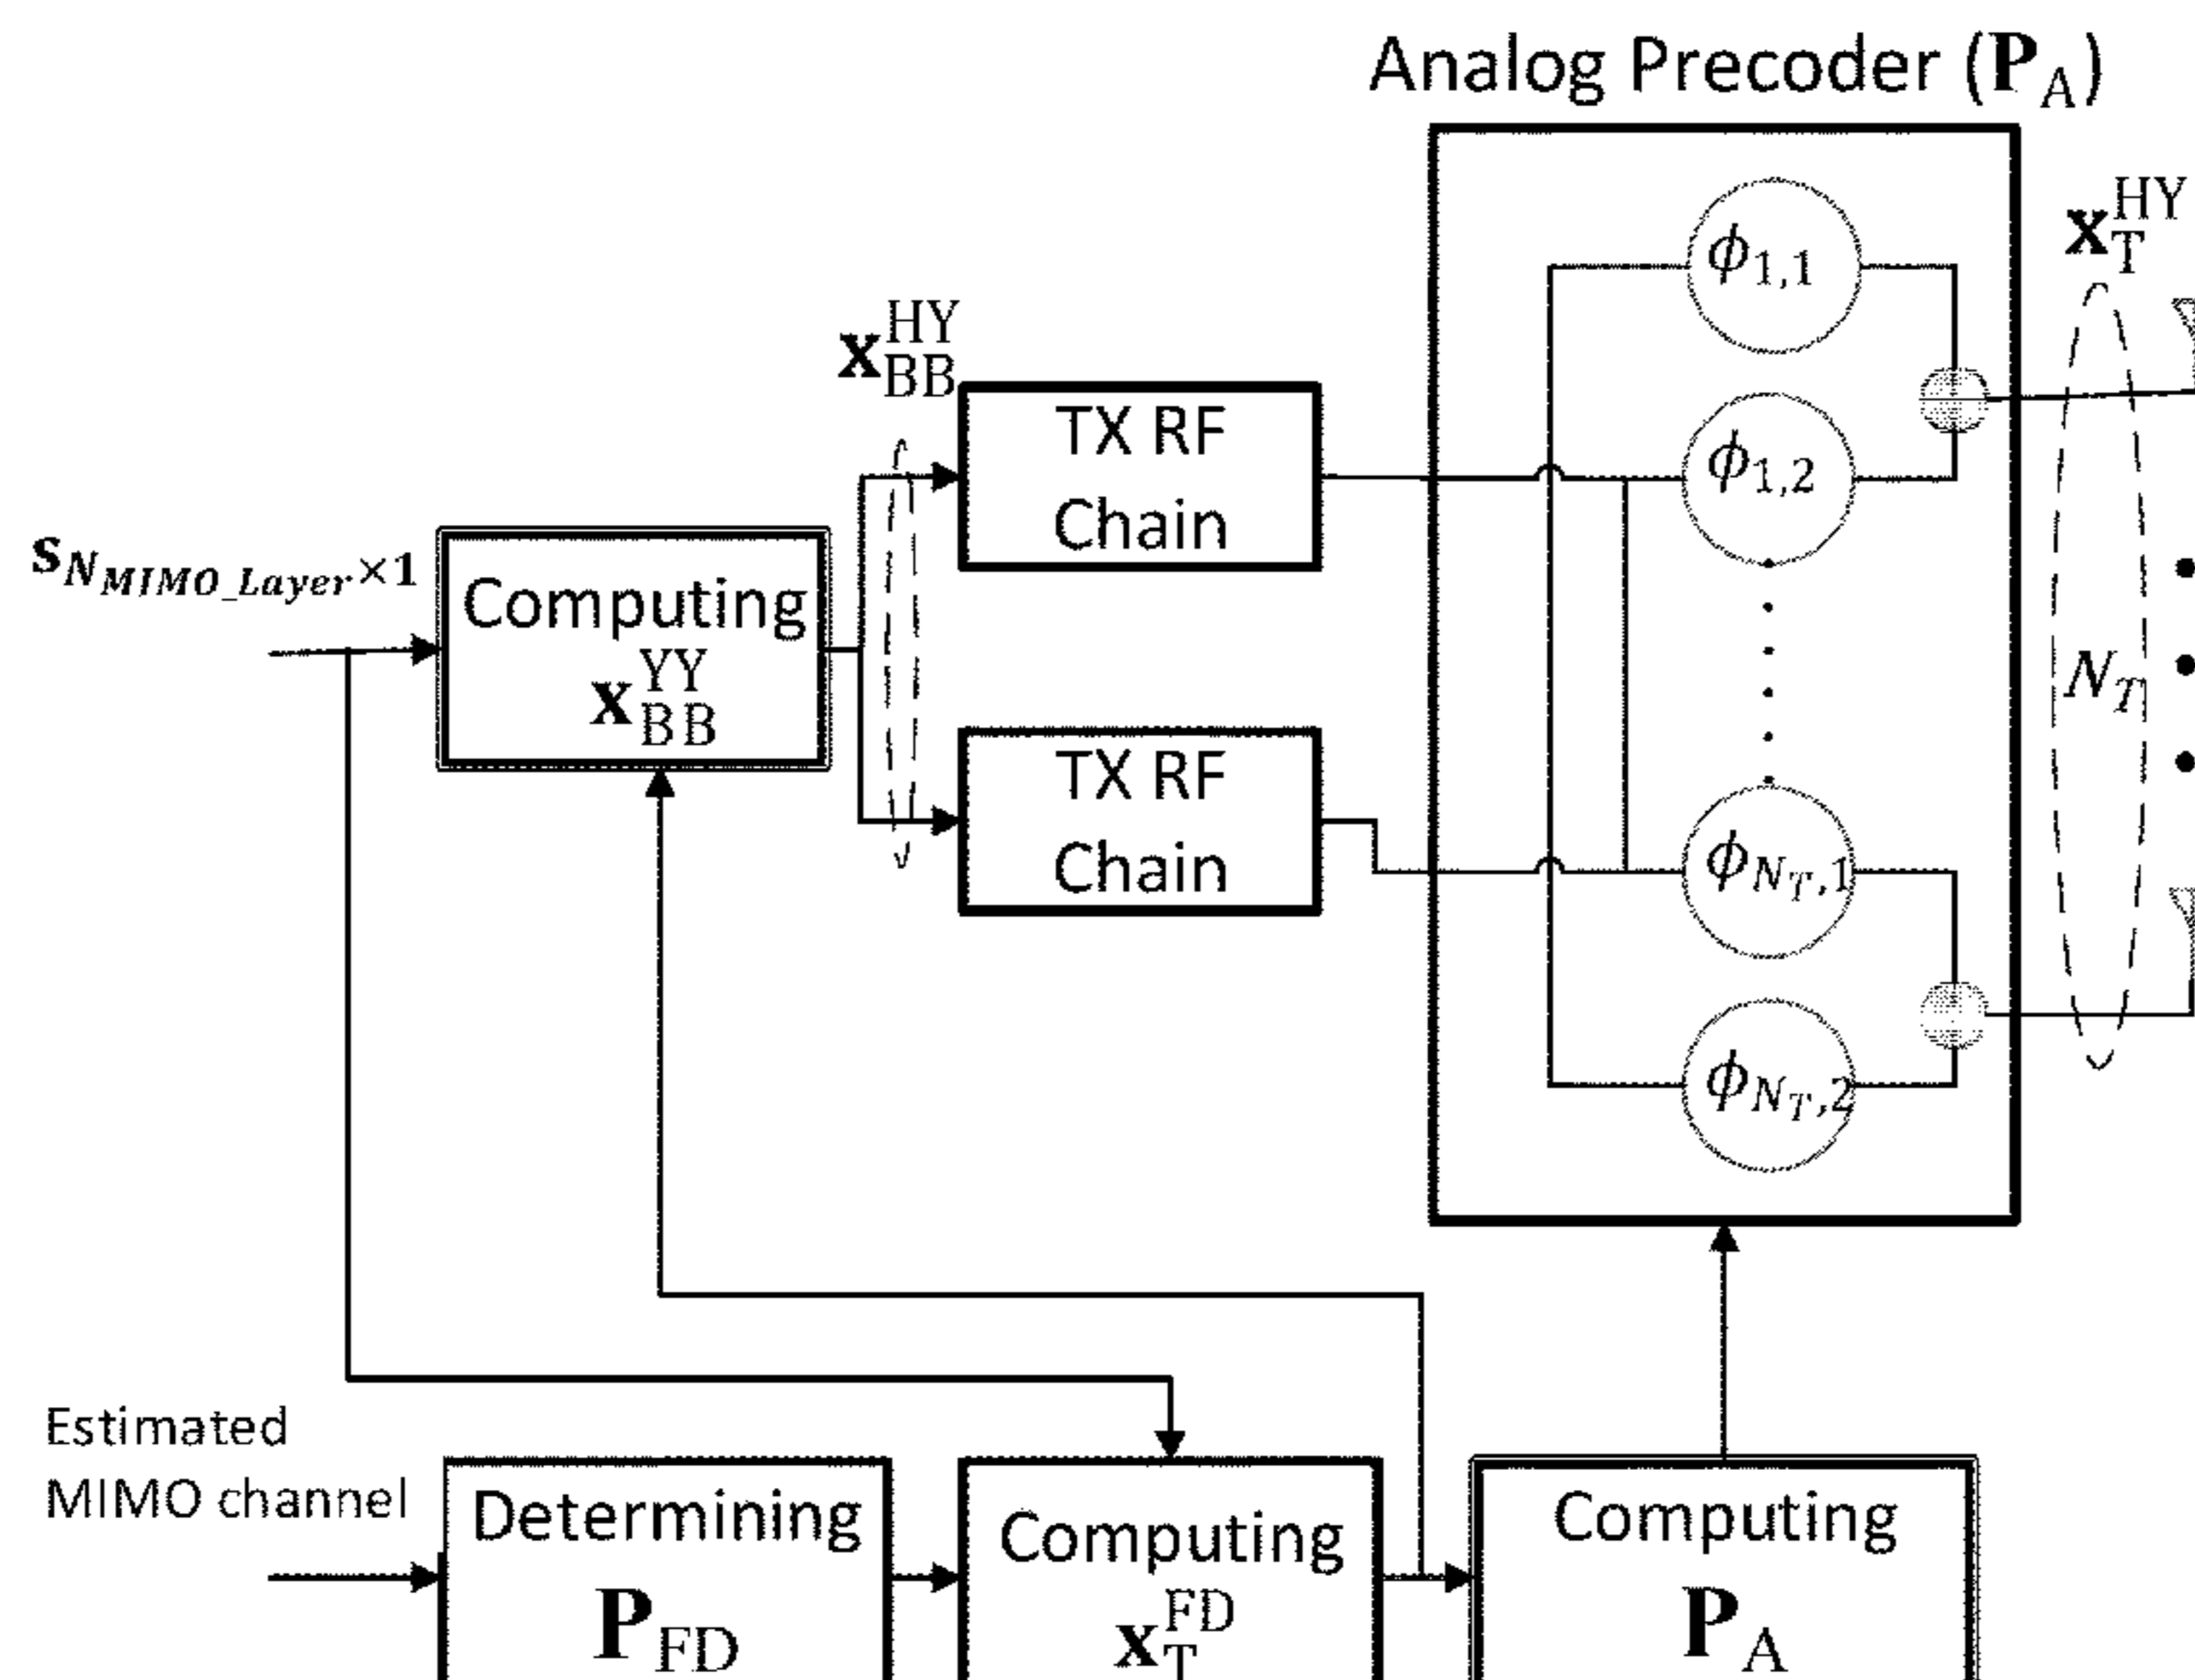 Analog Precoder (P_A)
ϕ_1,1
x_T^HY
x_BB^HY
TX RF
Chain
ϕ_1,2
s_N_MIMO_Layer×1
Computing
x_BB^YY
N_T
TX RF
Chain
ϕ_N_T,1
ϕ_N_T,2
Estimated
MIMO channel
Determining
P_FD
Computing
x_T^FD
Computing
P_A